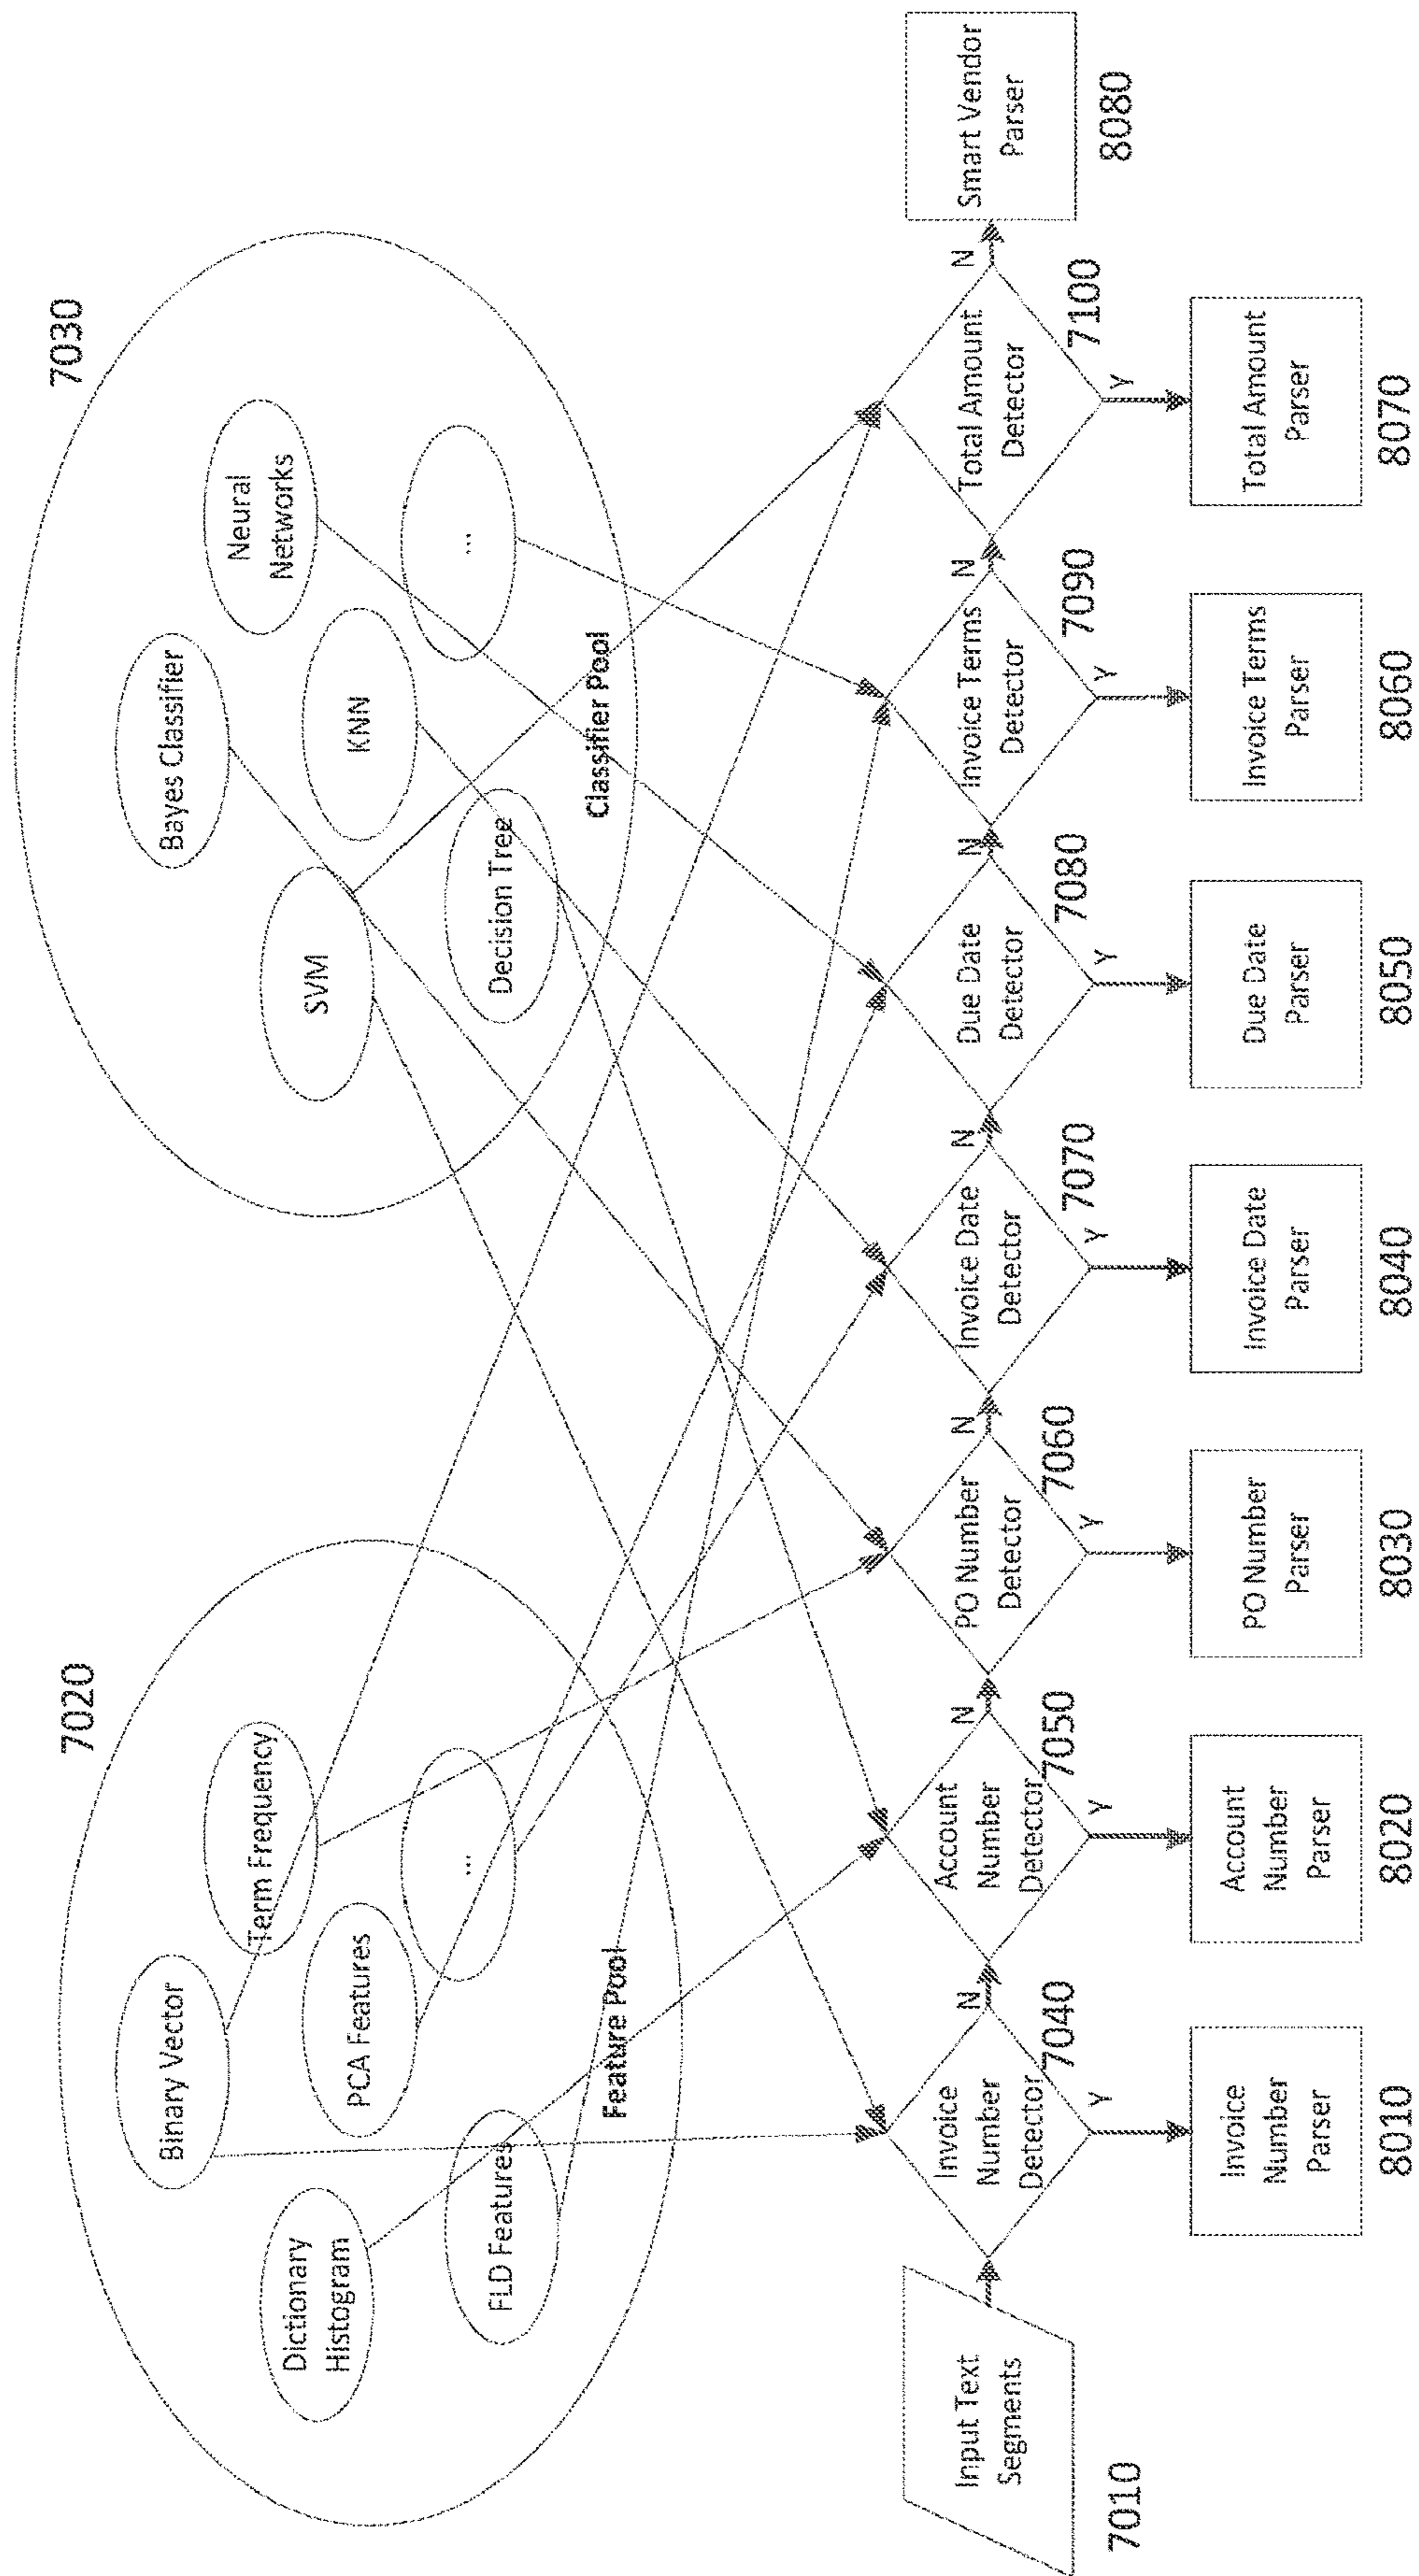 7020
7030
Binary Vector
Term Frequency
Dictionary
Histogram
PCA Features
...
FLD Features
Feature Pool
Bayes Classifier
Neural
Networks
SVM
KNN
...
Decision Tree
Classifier Pool
Input Text
Segments
7010
Invoice
Number
Detector
7040
N
Y
Account
Number
Detector
7050
N
Y
PO Number
Detector
7060
N
Y
Invoice Date
Detector
7070
N
Y
Due Date
Detector
7080
N
Y
Invoice Terms
Detector
7090
N
Y
Total Amount
Detector
7100
N
Y
Smart Vendor
Parser
8080
Invoice
Number
Parser
8010
Account
Number
Parser
8020
PO Number
Parser
8030
Invoice Date
Parser
8040
Due Date
Parser
8050
Invoice Terms
Parser
8060
Total Amount
Parser
8070